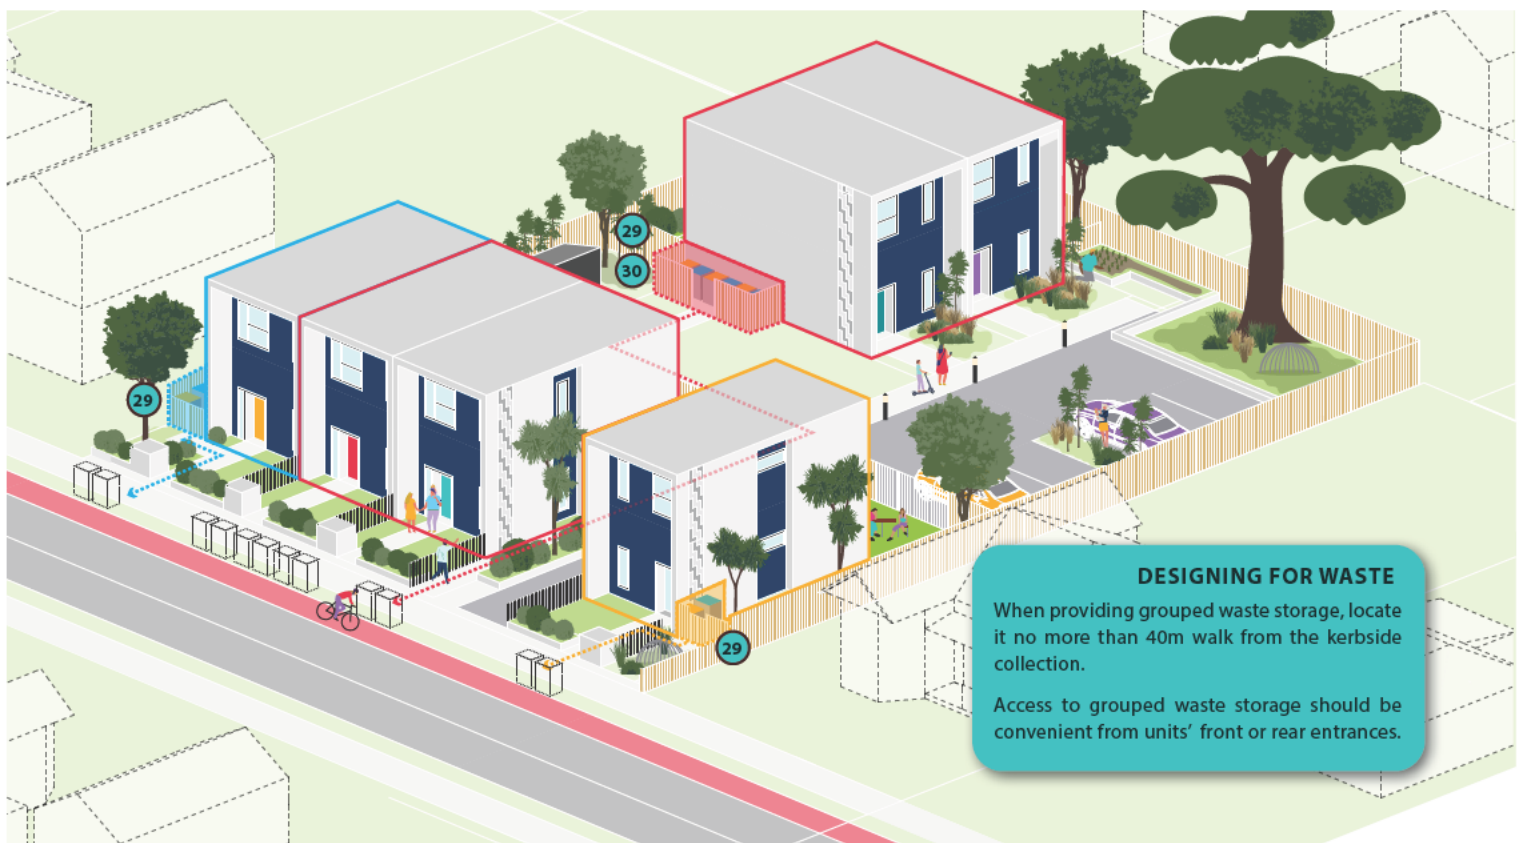 29
30
29
29
DESIGNING FOR WASTE
When providing grouped waste storage, locate
it no more than 40m walk from the kerbside
collection.
Access to grouped waste storage should be
convenient from units’ front or rear entrances.